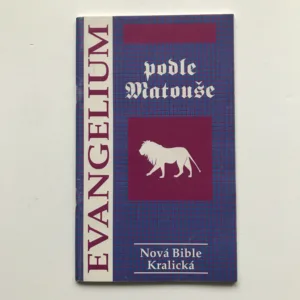 EVANGELIUM
podle
Matouše
Nová Bible
Kralická